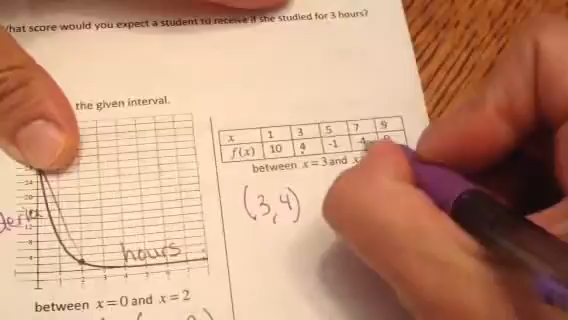 hat score would you expect a student to receive if she studied for 3 hours?
the given interval.
x 1 3 5 7 9
f(x) 10 4 -1 -4
between x = 3 and x
(3,4)
hours
between x = 0 and x = 2